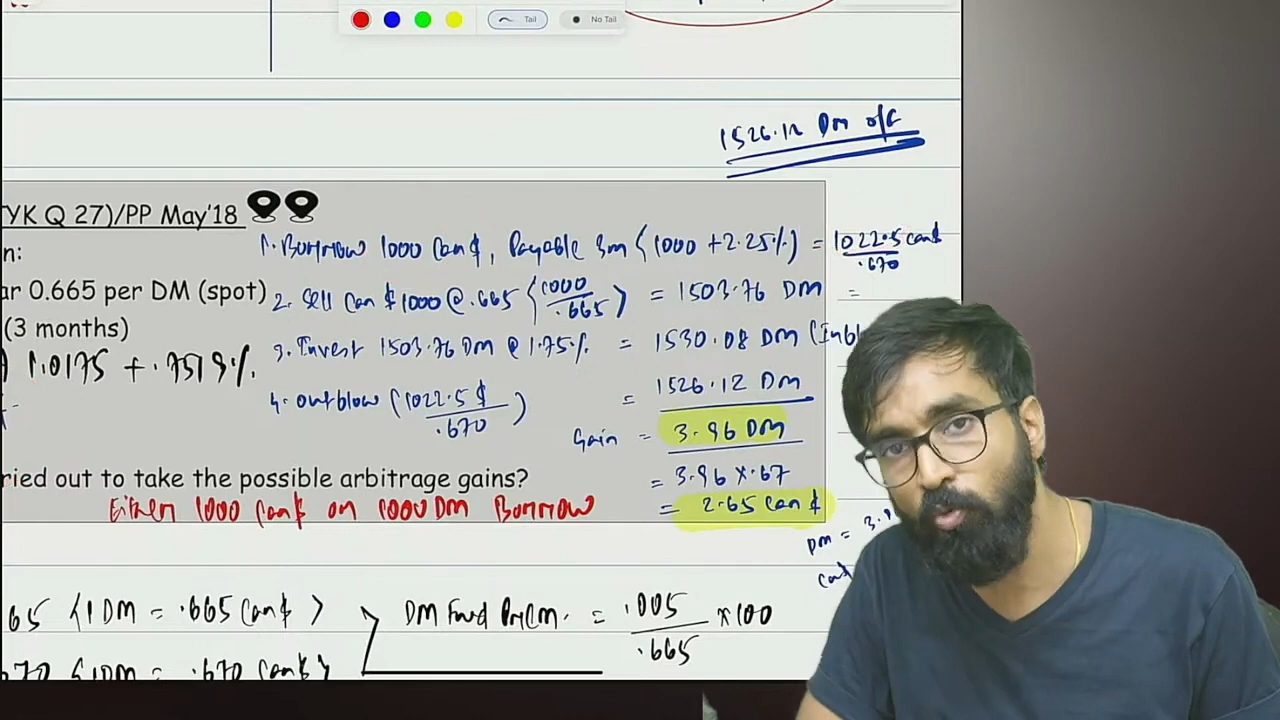 Tail
No Tail
1526.12 Dm o/f
YK Q 27)/PP May'18
n:
1. Borrow 1000 Can$, Payable 3m (1000 + 2.25%) = 1022.5 can$
.670
ar 0.665 per DM (spot)
2. Sell Can $1000 @ .665 (1000/.665) = 1503.76 DM =
(3 months)
1.0175 + .7519%.
3. Invest 1503.76 DM @ 1.75% = 1530.08 DM
4. outflow (1022.5 $/.670) = 1526.12 Dm
Gain = 3.96 DM
ried out to take the possible arbitrage gains?
= 3.96 x .67
Either 1000 Can$ or 1000 DM Borrow
= 2.65 Can $
DM = 3.9
Can$
65 {1 DM = .665 Can$}
DM Forwd Prem. = .005/.665 x 100
.670 {1 DM = .670 Can$}